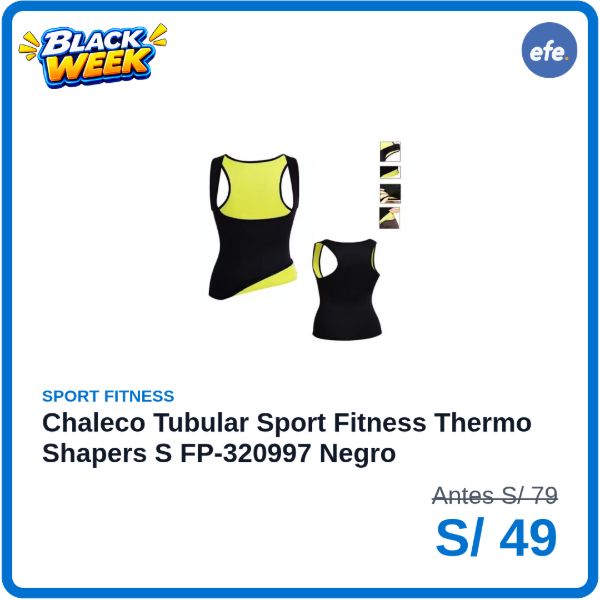 BLACK
WEEK
efe.
SPORT FITNESS
Chaleco Tubular Sport Fitness Thermo
Shapers S FP-320997 Negro
Antes S/ 79
S/ 49